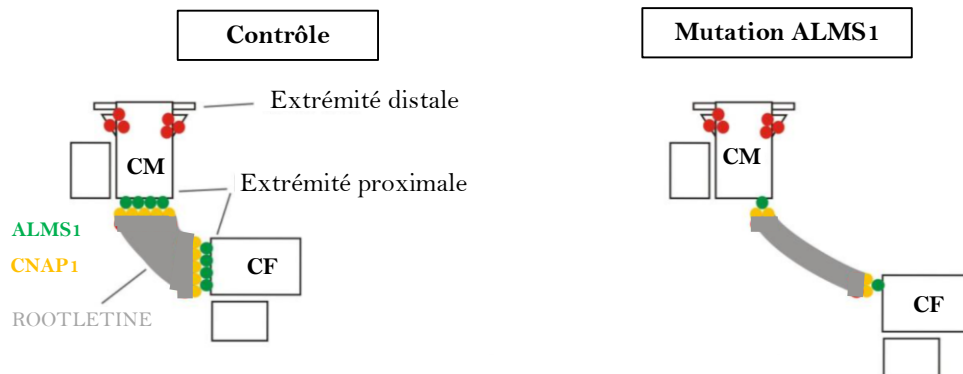 Contrôle
Mutation ALMS1
Extrémité distale
CM
CM
Extrémité proximale
ALMS1
CNAP1
CF
ROOTLETINE
CF